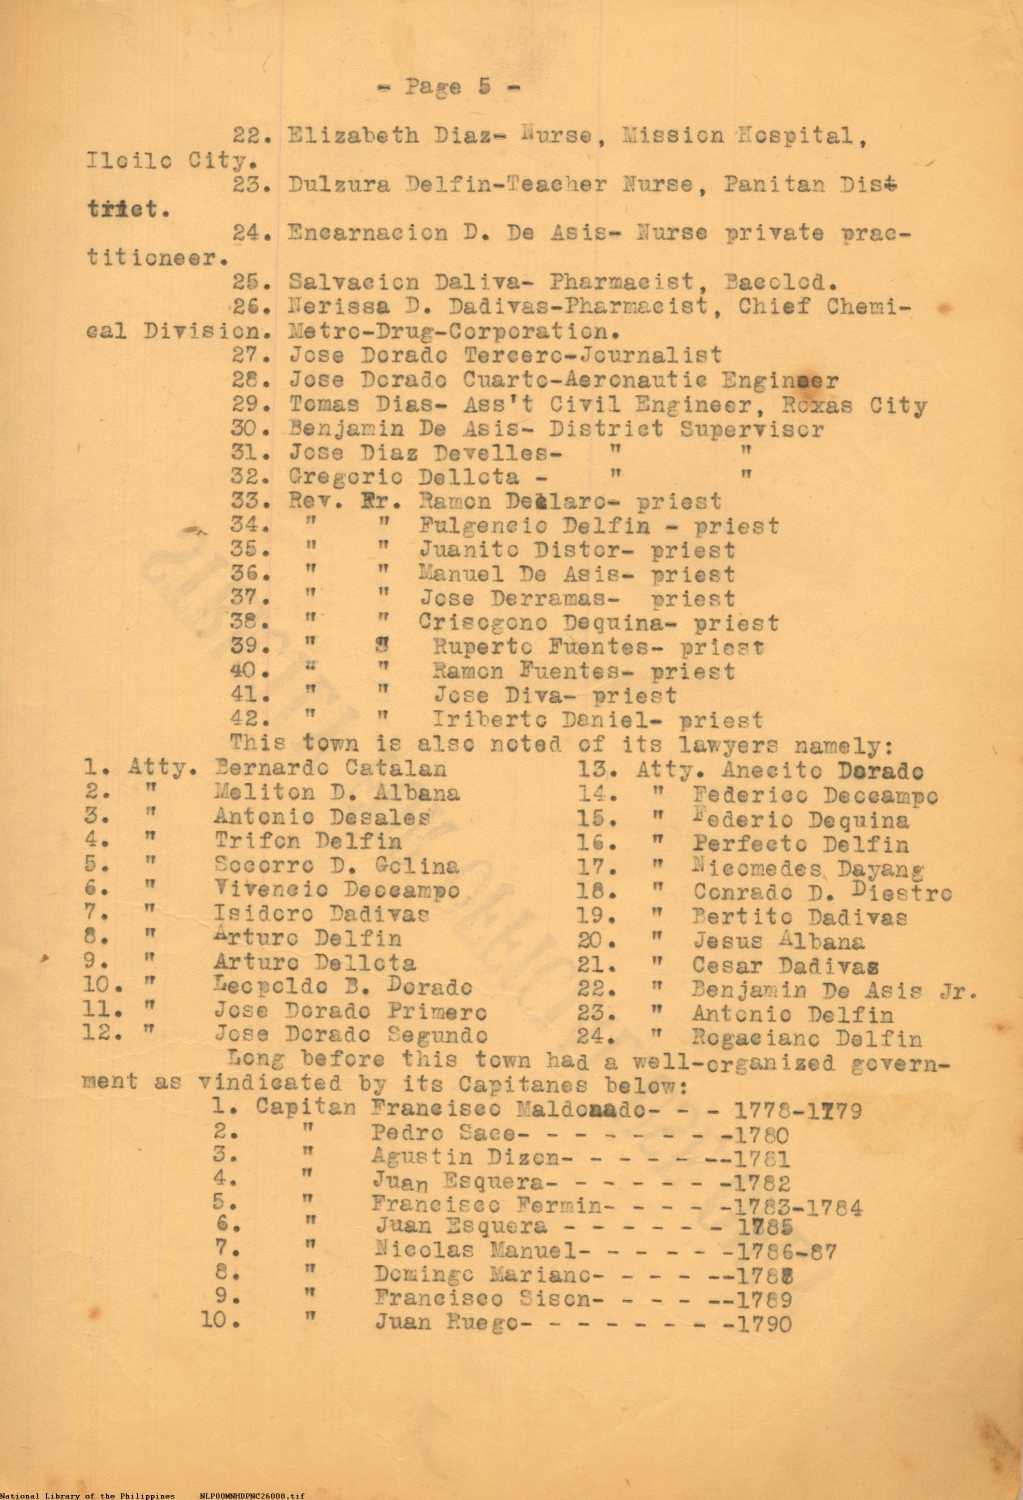 - Page 5 -
22. Elizabeth Diaz- Nurse, Mission Hospital,
Iloilo City.
23. Dulzura Delfin-Teacher Nurse, Panitan Dist
trict.
24. Encarnacion D. De Asis- Nurse private prac-
titioneer.
25. Salvacion Daliva- Pharmacist, Bacolod.
26. Nerissa D. Dadivas-Pharmacist, Chief Chemi-
cal Division. Metro-Drug-Corporation.
27. Jose Dorado Tercero-Journalist
28. Jose Dorado Cuarto-Aeronautic Engineer
29. Tomas Dias- Ass't Civil Engineer, Roxas City
30. Benjamin De Asis- District Supervisor
31. Jose Diaz Develles- " "
32. Gregorio Dellota - " "
33. Rev. Fr. Ramon Declaro- priest
34. " " Fulgencio Delfin - priest
35. " " Juanito Distor- priest
36. " " Manuel De Asis- priest
37. " " Jose Derramas- priest
38. " " Crisogono Dequina- priest
39. " " Ruperto Fuentes- priest
40. " " Ramon Fuentes- priest
41. " " Jose Diva- priest
42. " " Iriberto Daniel- priest
This town is also noted of its lawyers namely:
1. Atty. Bernardo Catalan 13. Atty. Anecito Dorado
2. " Meliton D. Albana 14. " Federico Deocampo
3. " Antonio Desales 15. " Federio Dequina
4. " Trifon Delfin 16. " Perfecto Delfin
5. " Socorro D. Golina 17. " Nicomedes Dayang
6. " Vivencio Deocampo 18. " Conrado D. Diestro
7. " Isidoro Dadivas 19. " Bertito Dadivas
8. " Arturo Delfin 20. " Jesus Albana
9. " Arturo Dellota 21. " Cesar Dadivas
10. " Leopoldo B. Dorado 22. " Benjamin De Asis Jr.
11. " Jose Dorado Primero 23. " Antonio Delfin
12. " Jose Dorado Segundo 24. " Rogaciano Delfin
Long before this town had a well-organized govern-
ment as vindicated by its Capitanes below:
1. Capitan Francisco Maldonado- - - 1778-1779
2. " Pedro Sace- - - - - - - -1780
3. " Agustin Dizon- - - - - --1781
4. " Juan Esquera- - - - - - -1782
5. " Francisco Fermin- - - - -1783-1784
6. " Juan Esquera - - - - - - 1785
7. " Nicolas Manuel- - - - - -1786-87
8. " Domingo Mariano- - - - --1788
9. " Francisco Sison- - - - --1789
10. " Juan Ruego- - - - - - - -1790
National Library of the Philippines NLPOOMNHDPNC26008.tif